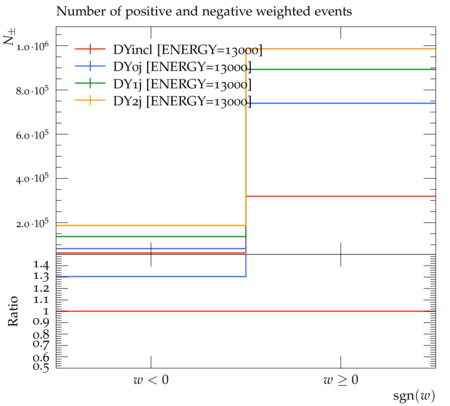 Number of positive and negative weighted events
N±
1.0·10⁶
DYincl [ENERGY=13000]
DY0j [ENERGY=13000]
DY1j [ENERGY=13000]
DY2j [ENERGY=13000]
8.0·10⁵
6.0·10⁵
4.0·10⁵
2.0·10⁵
Ratio
1.4
1.3
1.2
1.1
1
0.9
0.8
0.7
0.6
0.5
w < 0
w ≥ 0
sgn(w)